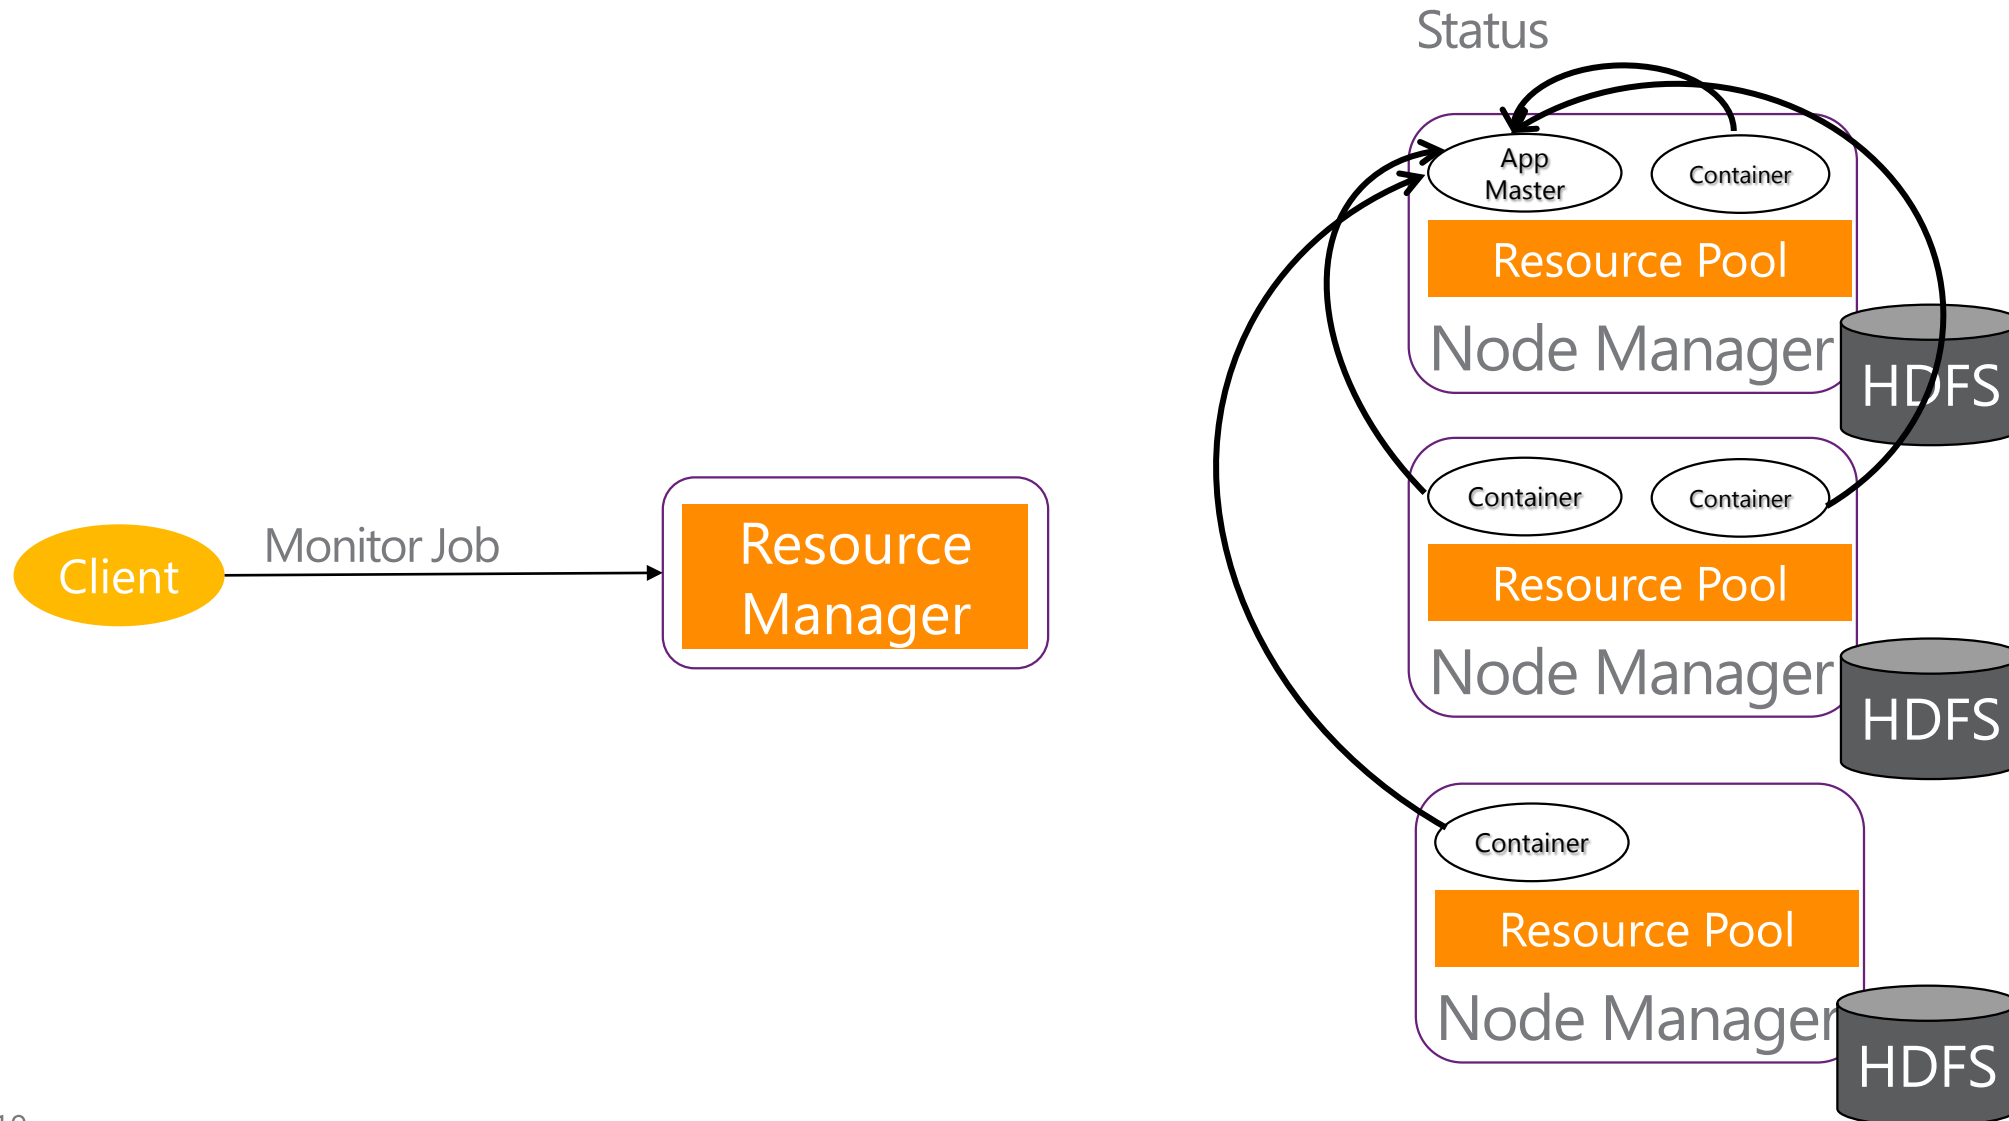 Status
App
Master
Container
Resource Pool
Node Manager
HDFS
Client
Monitor Job
Resource
Manager
Container
Container
Resource Pool
Node Manager
HDFS
Container
Resource Pool
Node Manager
HDFS